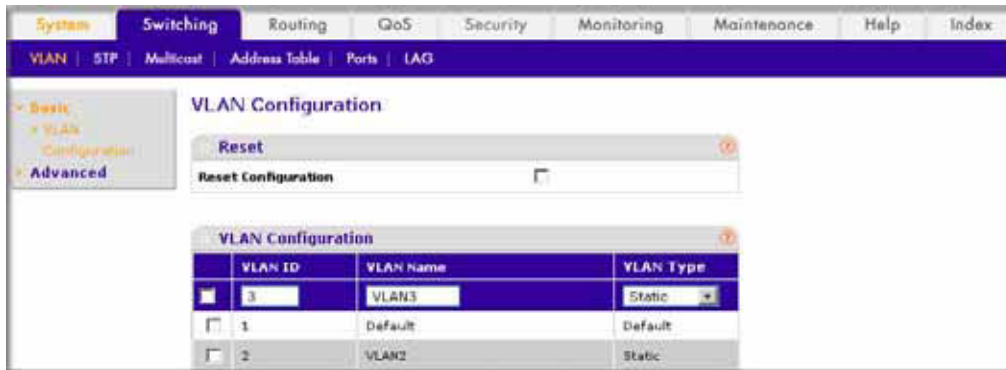 System Switching Routing QoS Security Monitoring Maintenance Help Index
VLAN | STP | Multicast | Address Table | Ports | LAG
Basic
VLAN
Configuration
Advanced
VLAN Configuration
Reset
Reset Configuration
VLAN Configuration
VLAN ID VLAN Name VLAN Type
3 VLAN3 Static
1 Default Default
2 VLAN2 Static